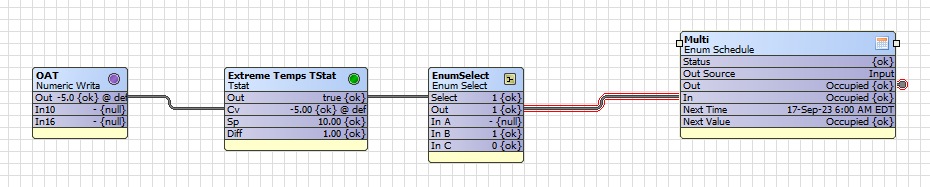 OAT
Numeric Writa
Out -5.0 {ok} @ def
In10 - {null}
In16 - {null}
Extreme Temps TStat
Tstat
Out true {ok}
Cv -5.00 {ok} @ def
Sp 10.00 {ok}
Diff 1.00 {ok}
EnumSelect
Enum Select
Select 1 {ok}
Out 1 {ok}
In A - {null}
In B 1 {ok}
In C 0 {ok}
Multi
Enum Schedule
Status {ok}
Out Source Input
Out Occupied {ok}
In Occupied {ok}
Next Time 17-Sep-23 6:00 AM EDT
Next Value Occupied {ok}